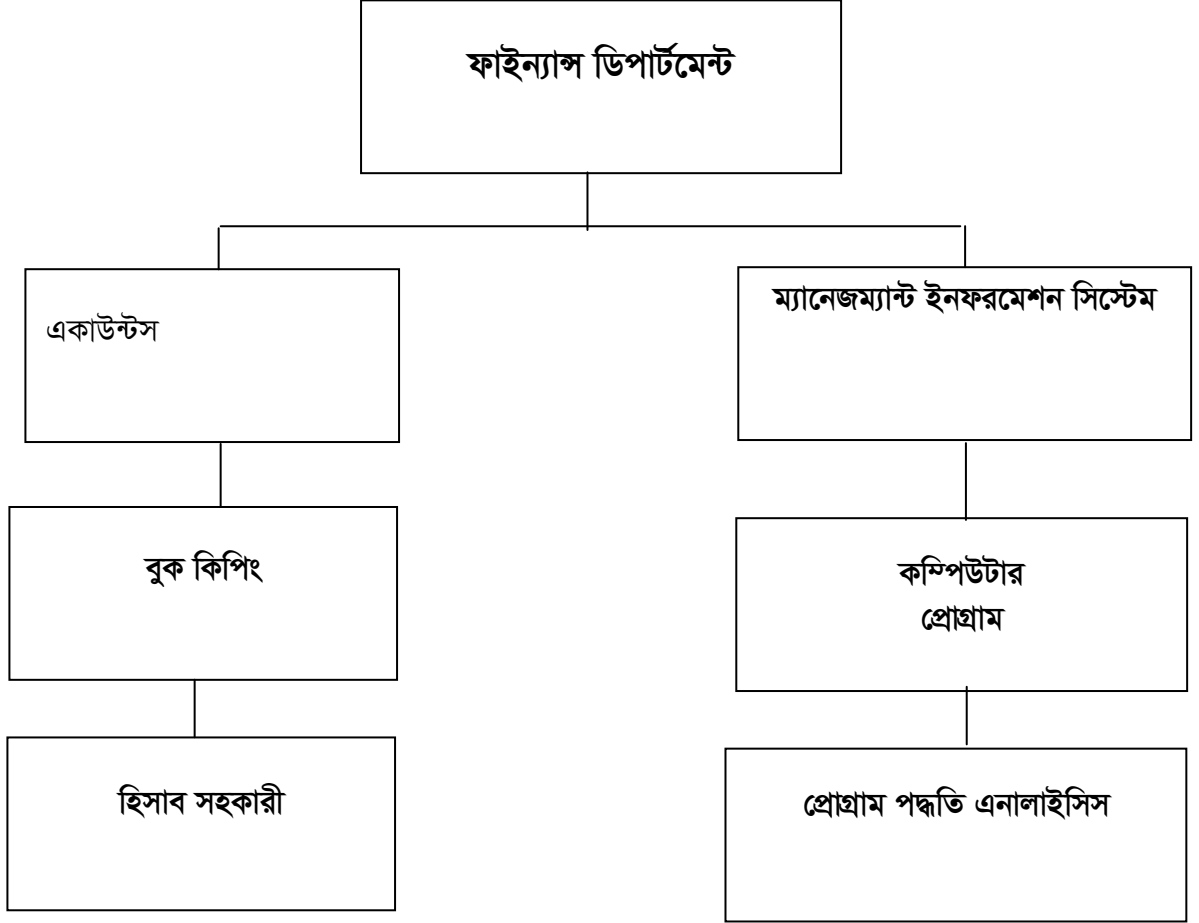 ফাইন্যান্স ডিপার্টমেন্ট
একাউন্টস
ম্যানেজম্যান্ট ইনফরমেশন সিস্টেম
বুক কিপিং
কম্পিউটার
প্রোগ্রাম
হিসাব সহকারী
প্রোগ্রাম পদ্ধতি এনালাইসিস